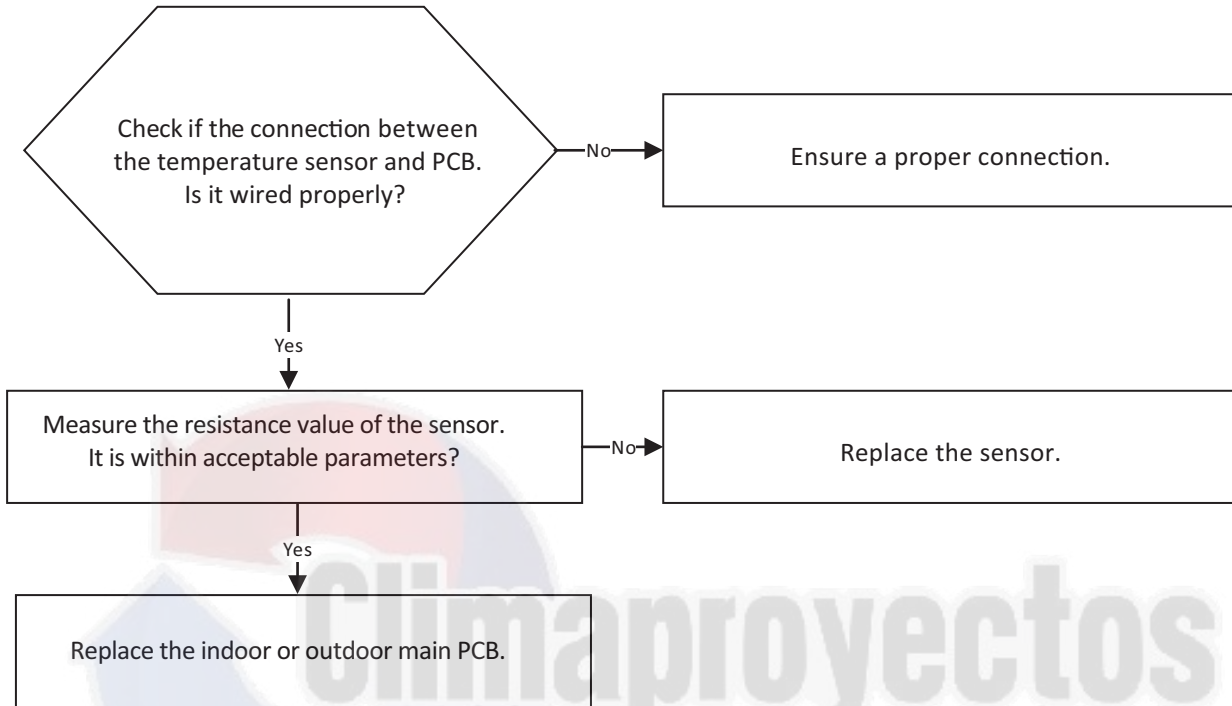 Check if the connection between
the temperature sensor and PCB.
Is it wired properly?
No
Ensure a proper connection.
Yes
Measure the resistance value of the sensor.
It is within acceptable parameters?
No
Replace the sensor.
Yes
Replace the indoor or outdoor main PCB.
Climaproyectos